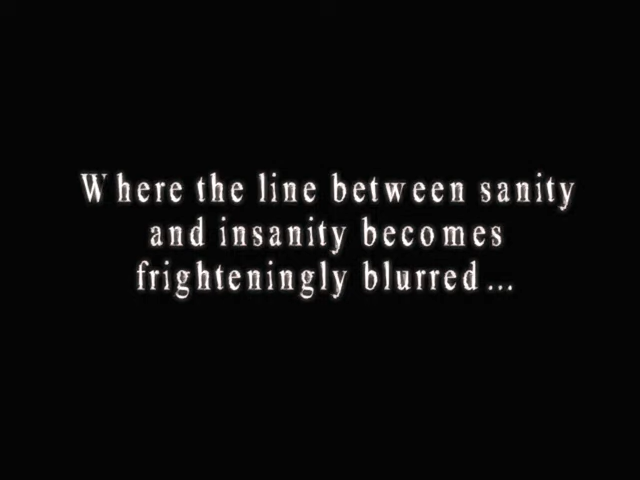 Where the line between sanity
and insanity becomes
frighteningly blurred...